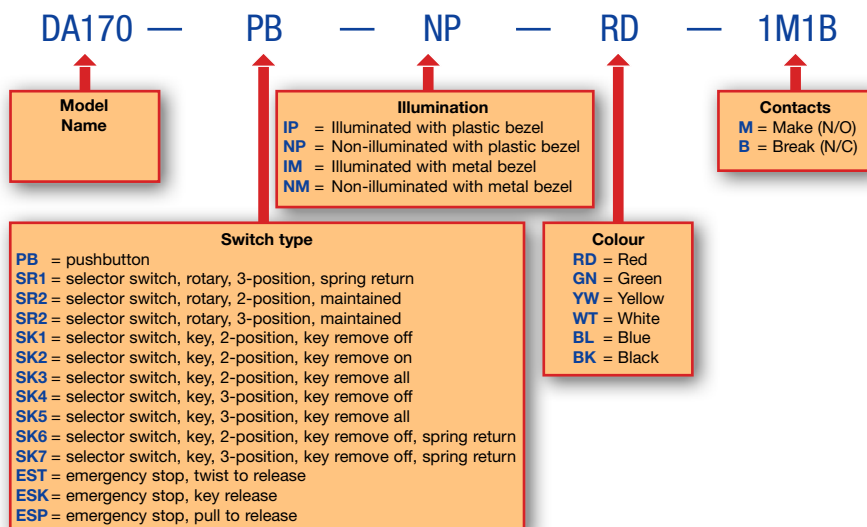 DA170 — PB — NP — RD — 1M1B
Model
Name
Illumination
IP = Illuminated with plastic bezel
NP = Non-illuminated with plastic bezel
IM = Illuminated with metal bezel
NM = Non-illuminated with metal bezel
Contacts
M = Make (N/O)
B = Break (N/C)
Switch type
PB = pushbutton
SR1 = selector switch, rotary, 3-position, spring return
SR2 = selector switch, rotary, 2-position, maintained
SR2 = selector switch, rotary, 3-position, maintained
SK1 = selector switch, key, 2-position, key remove off
SK2 = selector switch, key, 2-position, key remove on
SK3 = selector switch, key, 2-position, key remove all
SK4 = selector switch, key, 3-position, key remove off
SK5 = selector switch, key, 3-position, key remove all
SK6 = selector switch, key, 2-position, key remove off, spring return
SK7 = selector switch, key, 3-position, key remove off, spring return
EST = emergency stop, twist to release
ESK = emergency stop, key release
ESP = emergency stop, pull to release
Colour
RD = Red
GN = Green
YW = Yellow
WT = White
BL = Blue
BK = Black